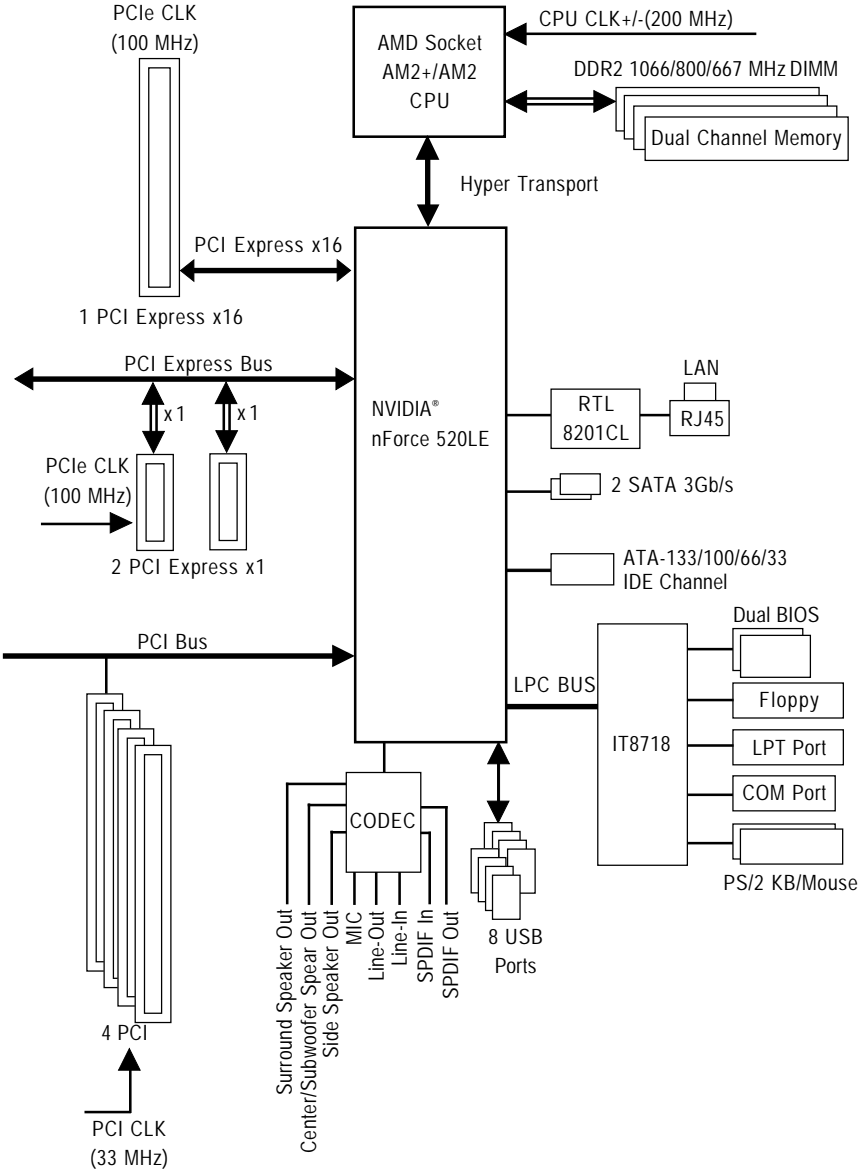 PCIe CLK
(100 MHz)
CPU CLK+/-(200 MHz)
AMD Socket
AM2+/AM2
CPU
DDR2 1066/800/667 MHz DIMM
Dual Channel Memory
Hyper Transport
PCI Express x16
1 PCI Express x16
PCI Express Bus
x1
x1
PCIe CLK
(100 MHz)
2 PCI Express x1
NVIDIA®
nForce 520LE
LAN
RTL
8201CL
RJ45
2 SATA 3Gb/s
ATA-133/100/66/33
IDE Channel
PCI Bus
LPC BUS
IT8718
Dual BIOS
Floppy
LPT Port
COM Port
PS/2 KB/Mouse
CODEC
Surround Speaker Out
Center/Subwoofer Spear Out
Side Speaker Out
MIC
Line-Out
Line-In
SPDIF In
SPDIF Out
8 USB
Ports
4 PCI
PCI CLK
(33 MHz)